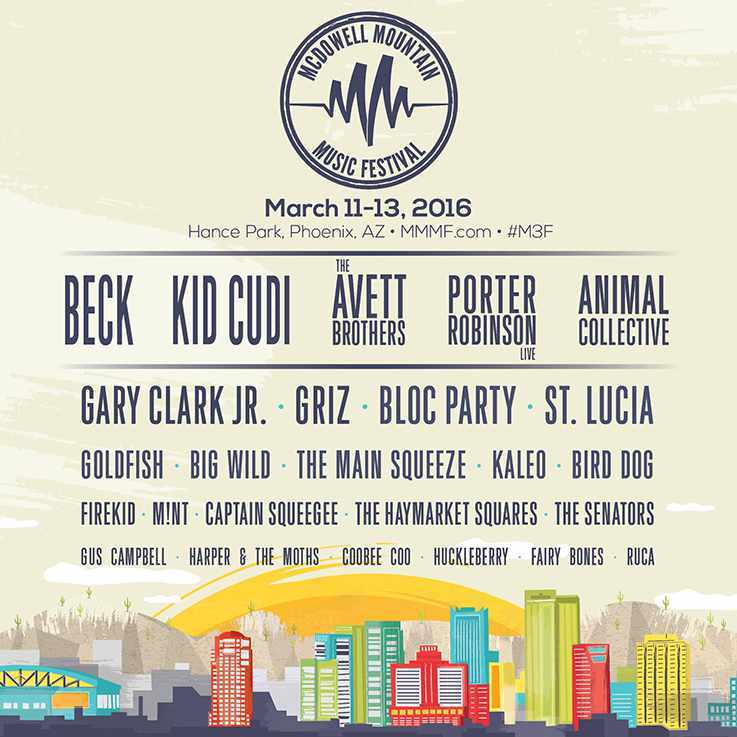 MCDOWELL MOUNTAIN
MUSIC FESTIVAL
March 11-13, 2016
Hance Park, Phoenix, AZ • MMMF.com • #M3F
BECK KID CUDI THE AVETT BROTHERS PORTER ROBINSON LIVE ANIMAL COLLECTIVE
GARY CLARK JR. · GRIZ · BLOC PARTY · ST. LUCIA
GOLDFISH · BIG WILD · THE MAIN SQUEEZE · KALEO · BIRD DOG
FIREKID · M!NT · CAPTAIN SQUEEGEE · THE HAYMARKET SQUARES · THE SENATORS
GUS CAMPBELL · HARPER & THE MOTHS · COOBEE COO · HUCKLEBERRY · FAIRY BONES · RUCA